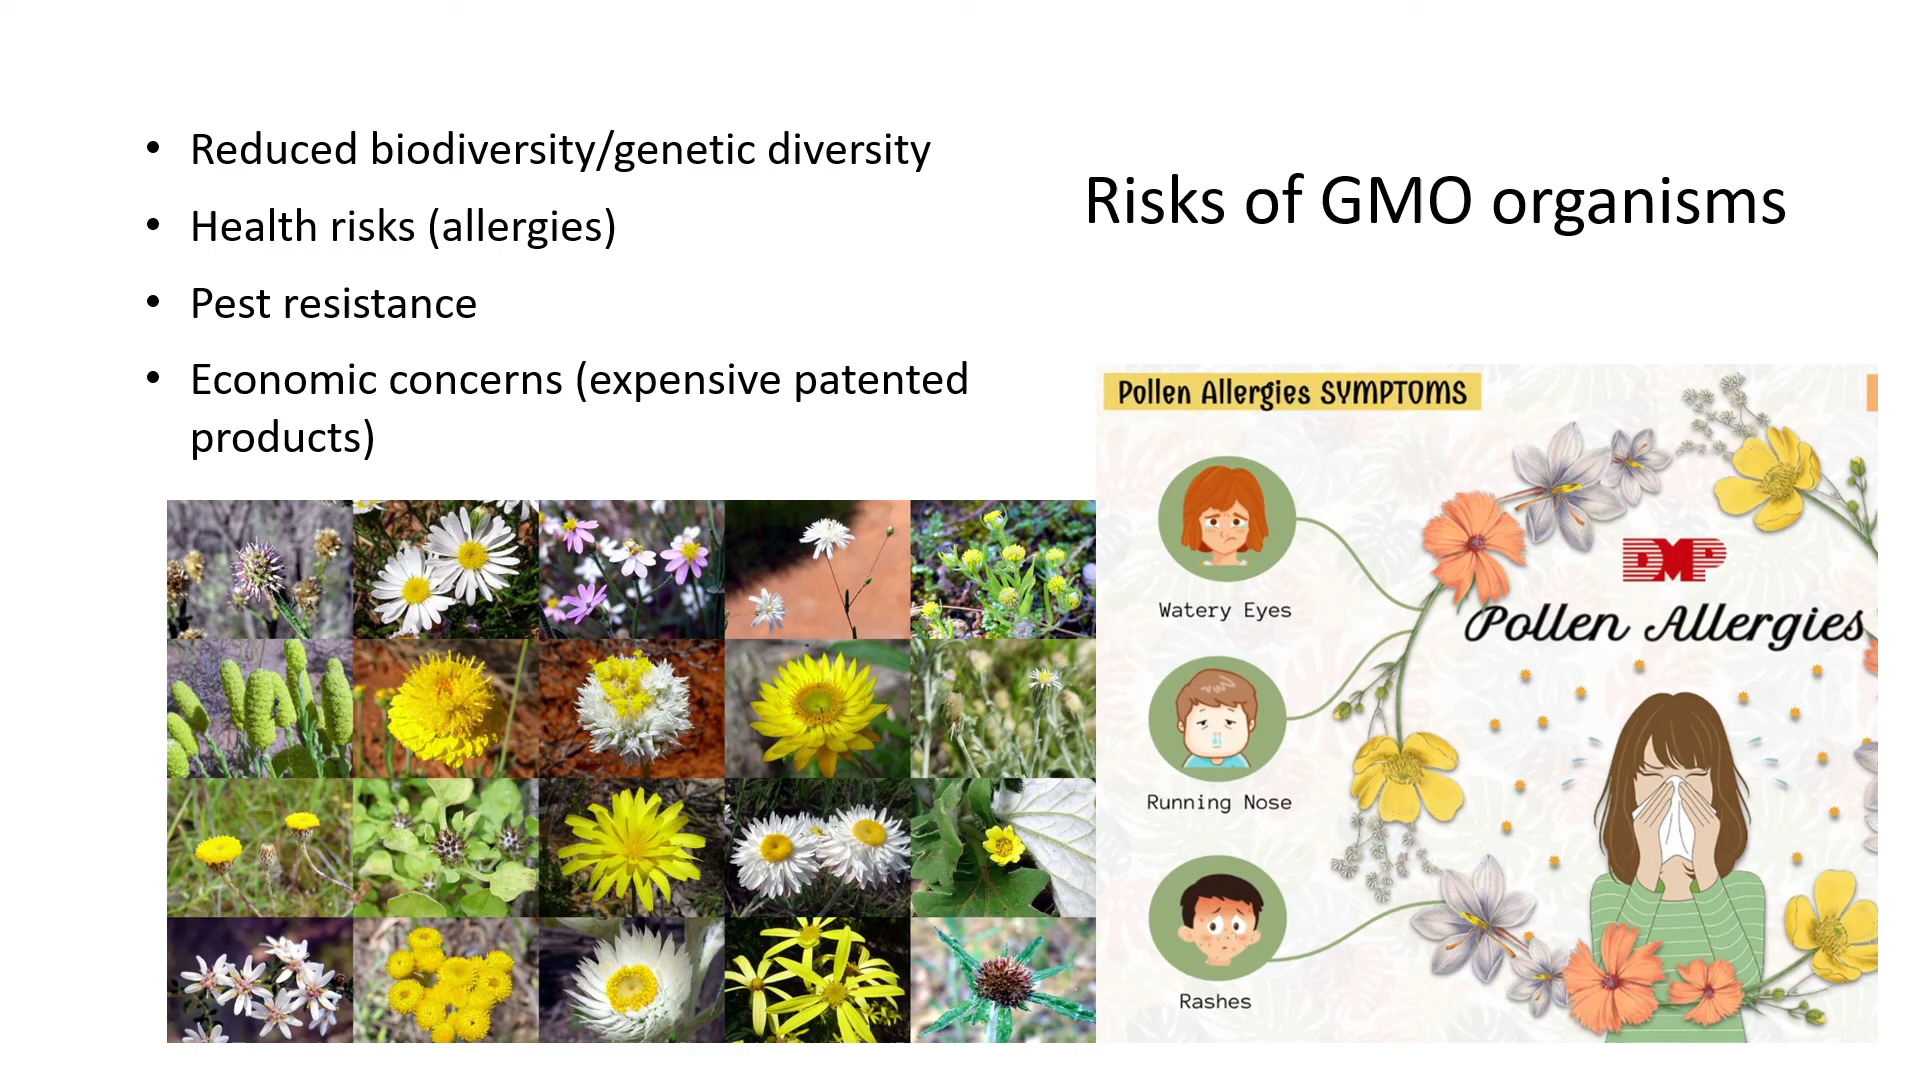 • Reduced biodiversity/genetic diversity
• Health risks (allergies)
• Pest resistance
• Economic concerns (expensive patented
products)
Risks of GMO organisms
Pollen Allergies SYMPTOMS
Watery Eyes
Running Nose
Rashes
DMP
Pollen Allergies